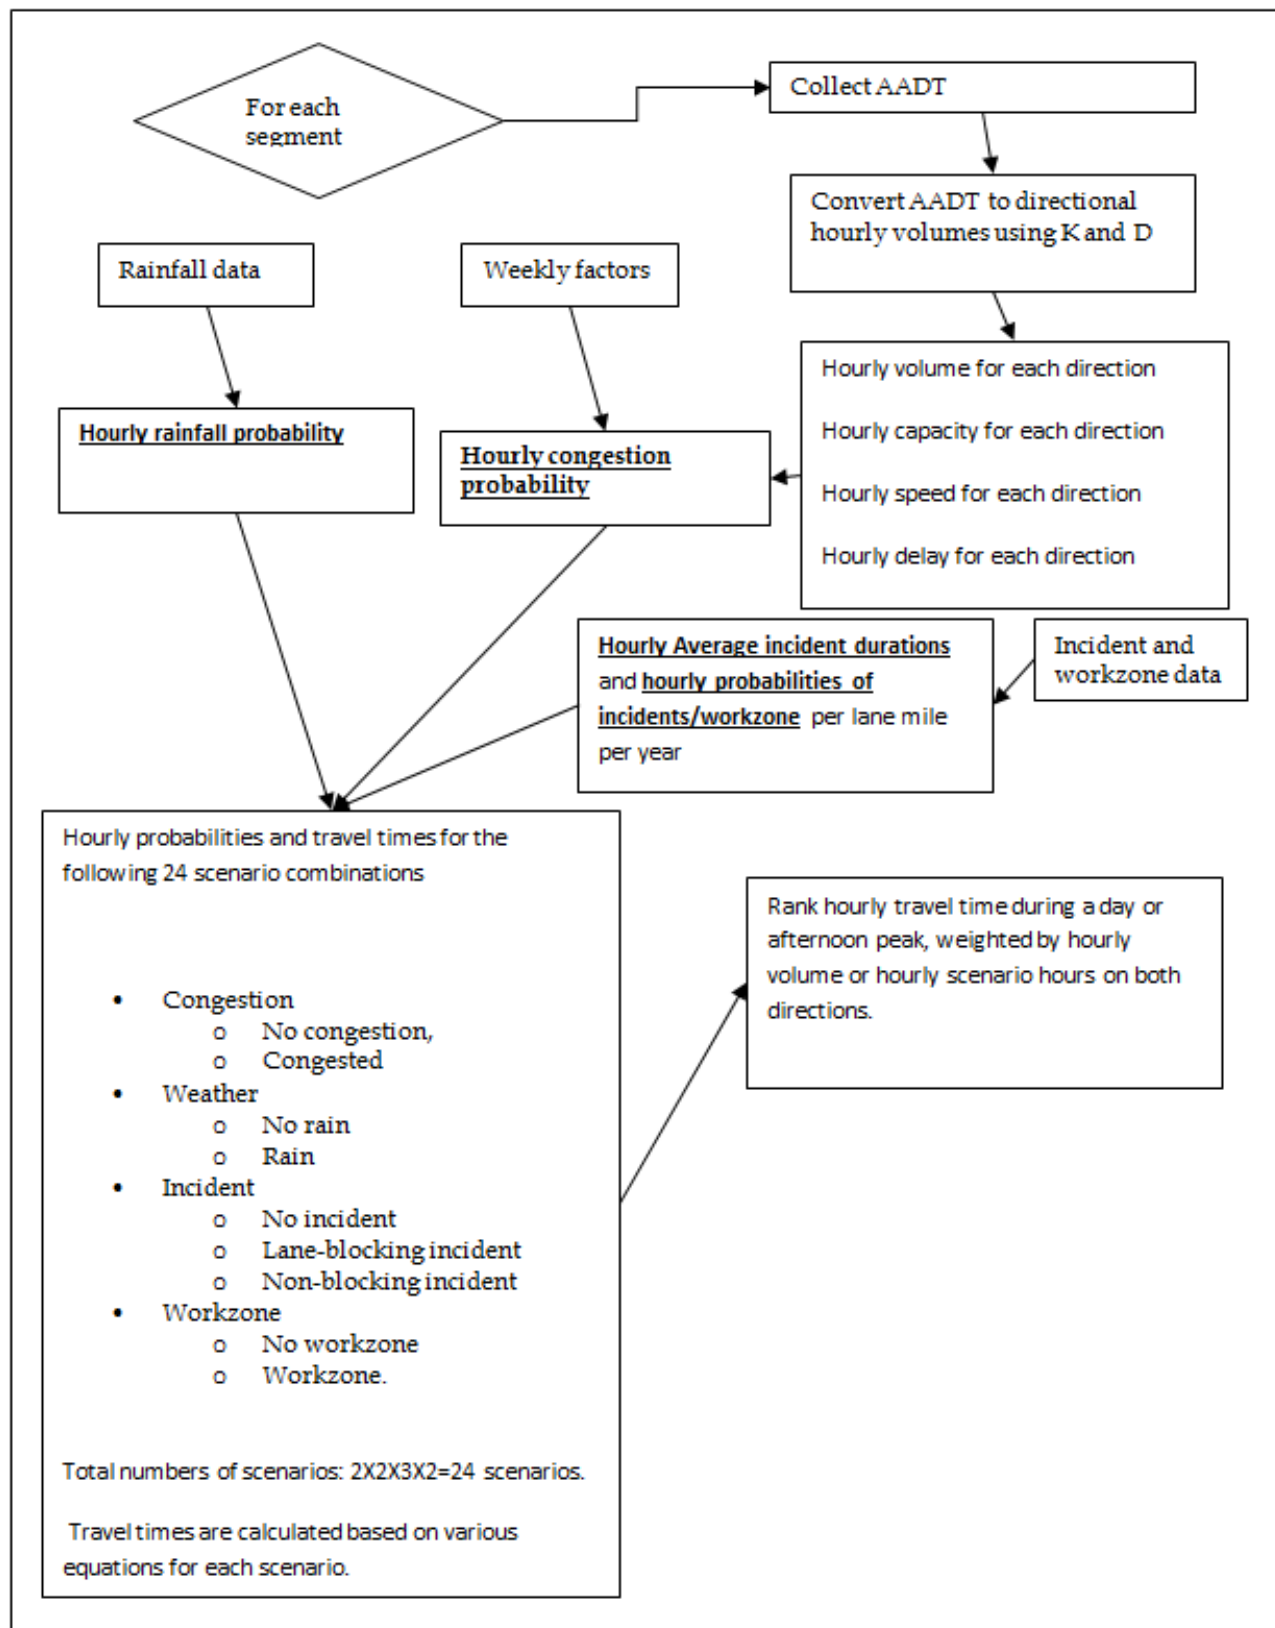 For each
segment
Collect AADT
Convert AADT to directional
hourly volumes using K and D
Rainfall data
Weekly factors
Hourly volume for each direction
Hourly capacity for each direction
Hourly speed for each direction
Hourly delay for each direction
Hourly rainfall probability
Hourly congestion
probability
Hourly Average incident durations
and hourly probabilities of
incidents/workzone per lane mile
per year
Incident and
workzone data
Hourly probabilities and travel times for the
following 24 scenario combinations
• Congestion
o No congestion,
o Congested
• Weather
o No rain
o Rain
• Incident
o No incident
o Lane-blocking incident
o Non-blocking incident
• Workzone
o No workzone
o Workzone.
Total numbers of scenarios: 2X2X3X2=24 scenarios.
Travel times are calculated based on various
equations for each scenario.
Rank hourly travel time during a day or
afternoon peak, weighted by hourly
volume or hourly scenario hours on both
directions.